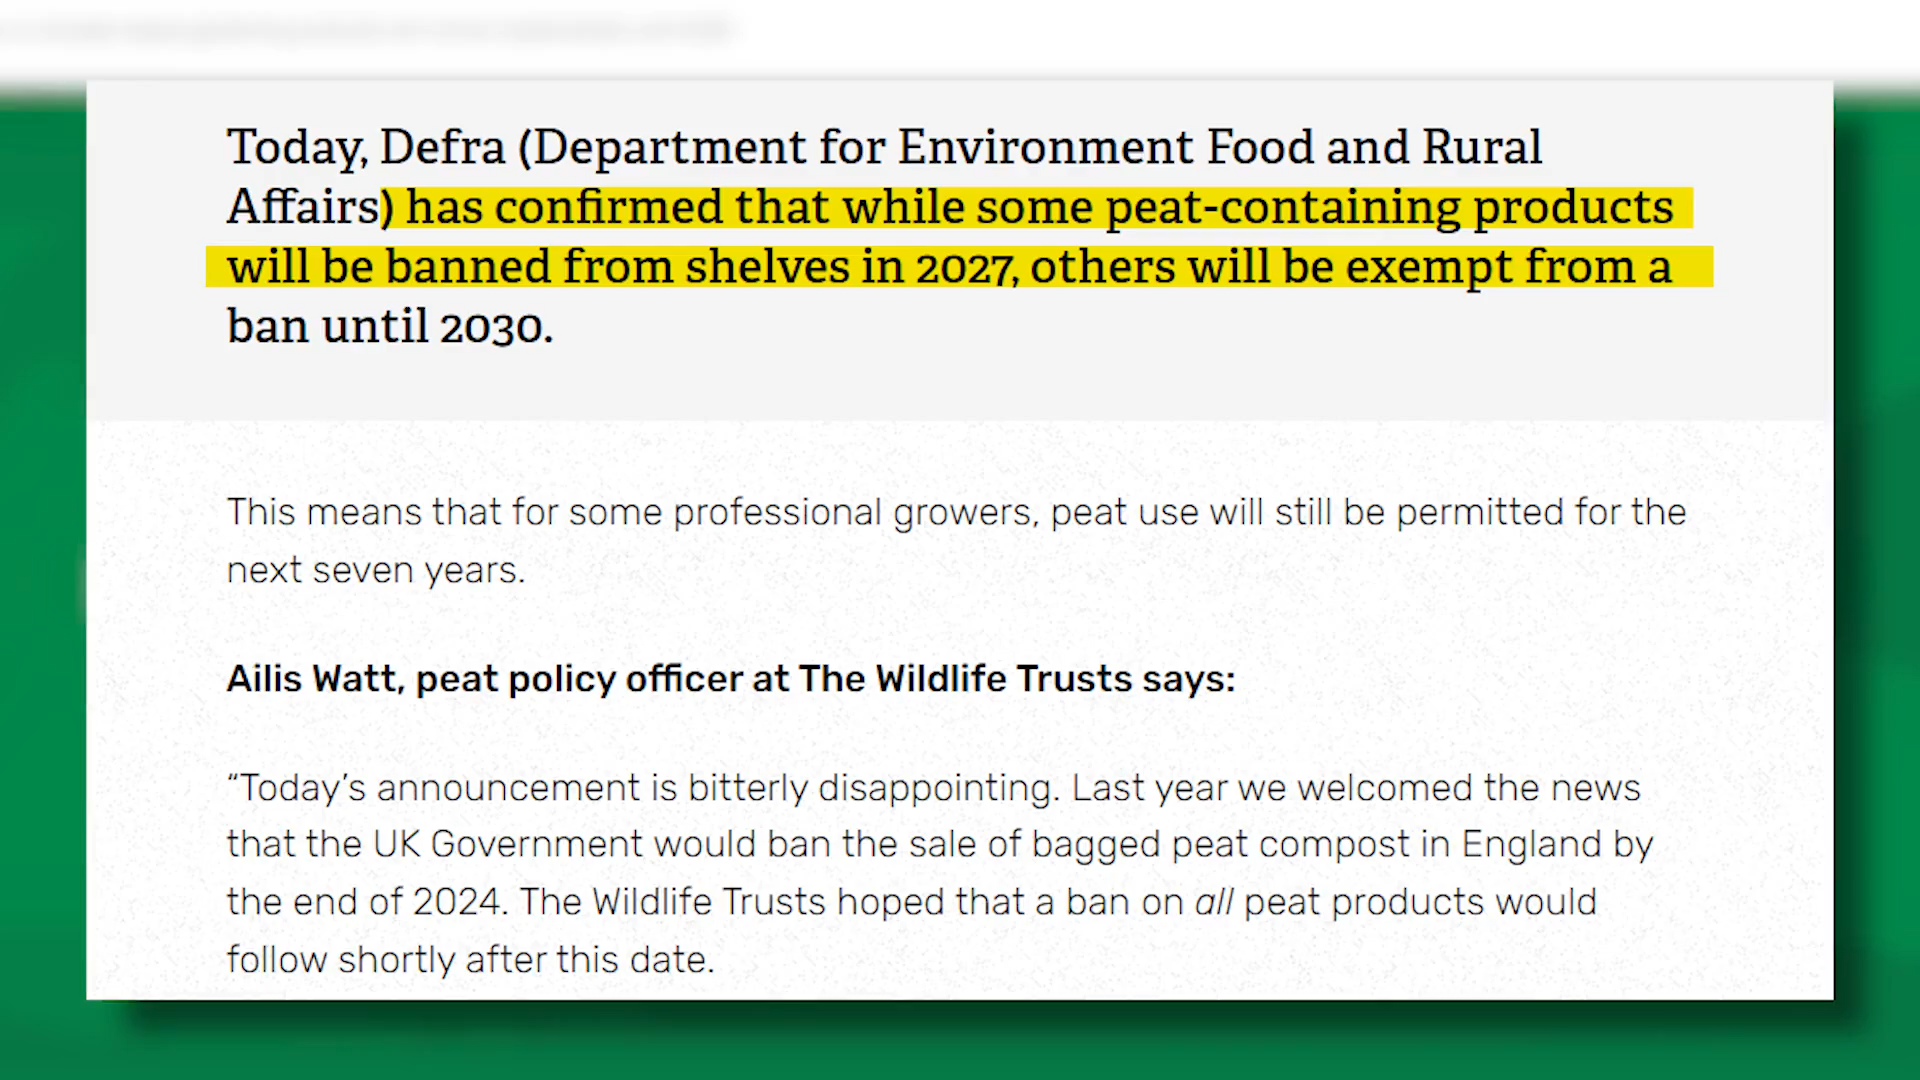 Today, Defra (Department for Environment Food and Rural
Affairs) has confirmed that while some peat-containing products
will be banned from shelves in 2027, others will be exempt from a
ban until 2030.
This means that for some professional growers, peat use will still be permitted for the
next seven years.
Ailis Watt, peat policy officer at The Wildlife Trusts says:
“Today’s announcement is bitterly disappointing. Last year we welcomed the news
that the UK Government would ban the sale of bagged peat compost in England by
the end of 2024. The Wildlife Trusts hoped that a ban on all peat products would
follow shortly after this date.